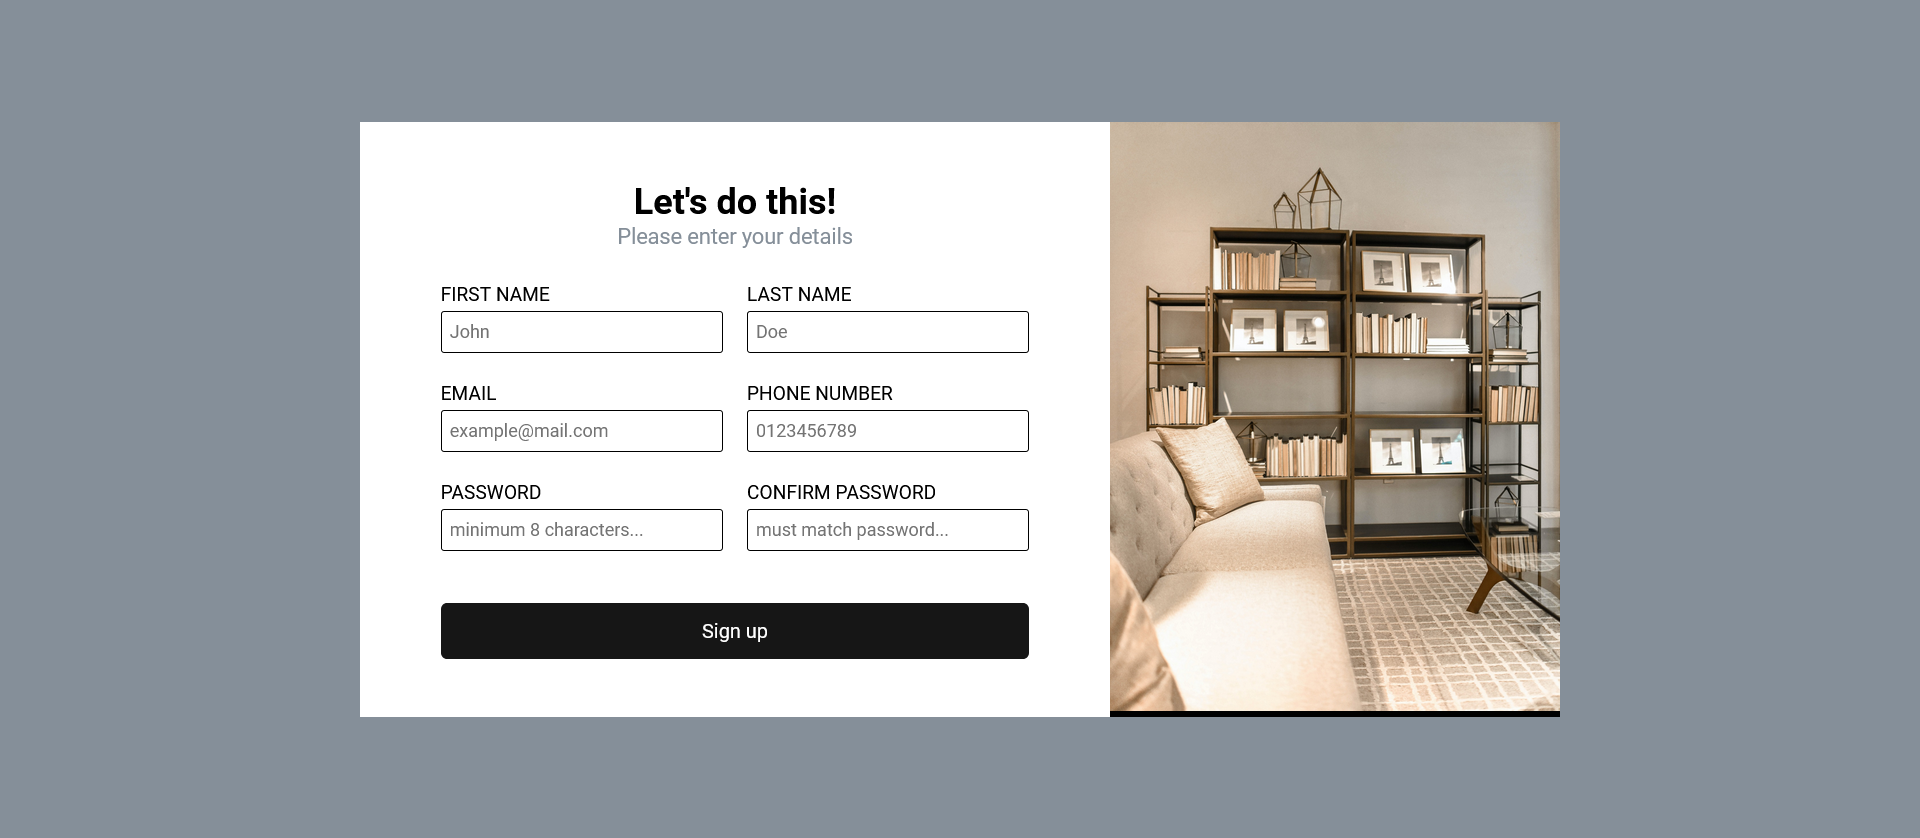 Let's do this!
Please enter your details
FIRST NAME
LAST NAME
John
Doe
EMAIL
PHONE NUMBER
example@mail.com
0123456789
PASSWORD
CONFIRM PASSWORD
minimum 8 characters...
must match password...
Sign up